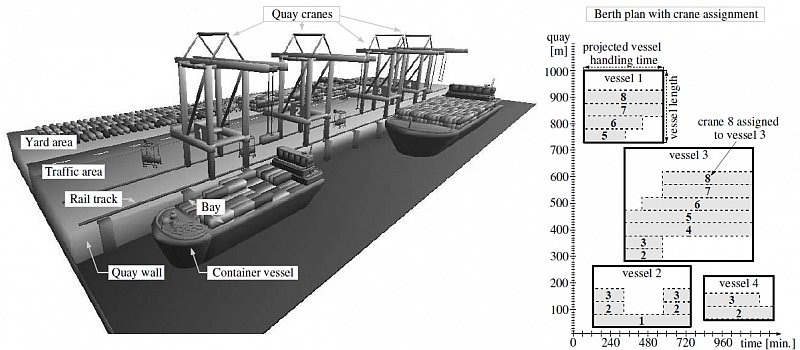 Quay cranes
Yard area
Traffic area
Rail track
Bay
Quay wall
Container vessel
Berth plan with crane assignment
quay
[m]
projected vessel
handling time
1000
900
800
700
600
500
400
300
200
100
vessel 1
8
7
6
5
vessel length
crane 8 assigned
to vessel 3
vessel 3
8
7
6
5
4
3
2
vessel 2
3 3
2 2
1
vessel 4
3
2
0 240 480 720 960 time [min.]